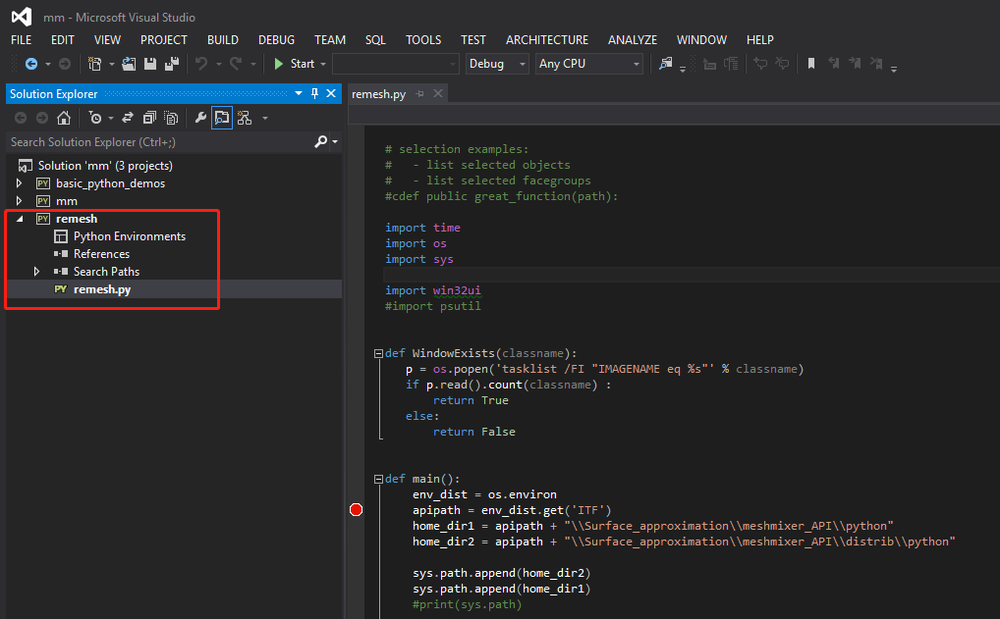 mm - Microsoft Visual Studio
FILE EDIT VIEW PROJECT BUILD DEBUG TEAM SQL TOOLS TEST ARCHITECTURE ANALYZE WINDOW HELP
Start Debug Any CPU
Solution Explorer
Search Solution Explorer (Ctrl+;)
Solution 'mm' (3 projects)
PY basic_python_demos
PY mm
PY remesh
Python Environments
References
Search Paths
PY remesh.py
remesh.py
# selection examples:
#   - list selected objects
#   - list selected facegroups
#cdef public great_function(path):
import time
import os
import sys
import win32ui
#import psutil
def WindowExists(classname):
p = os.popen('tasklist /FI "IMAGENAME eq %s"' % classname)
if p.read().count(classname) :
return True
else:
return False
def main():
env_dist = os.environ
apipath = env_dist.get('ITF')
home_dir1 = apipath + "\\Surface_approximation\\meshmixer_API\\python"
home_dir2 = apipath + "\\Surface_approximation\\meshmixer_API\\distrib\\python"
sys.path.append(home_dir2)
sys.path.append(home_dir1)
#print(sys.path)